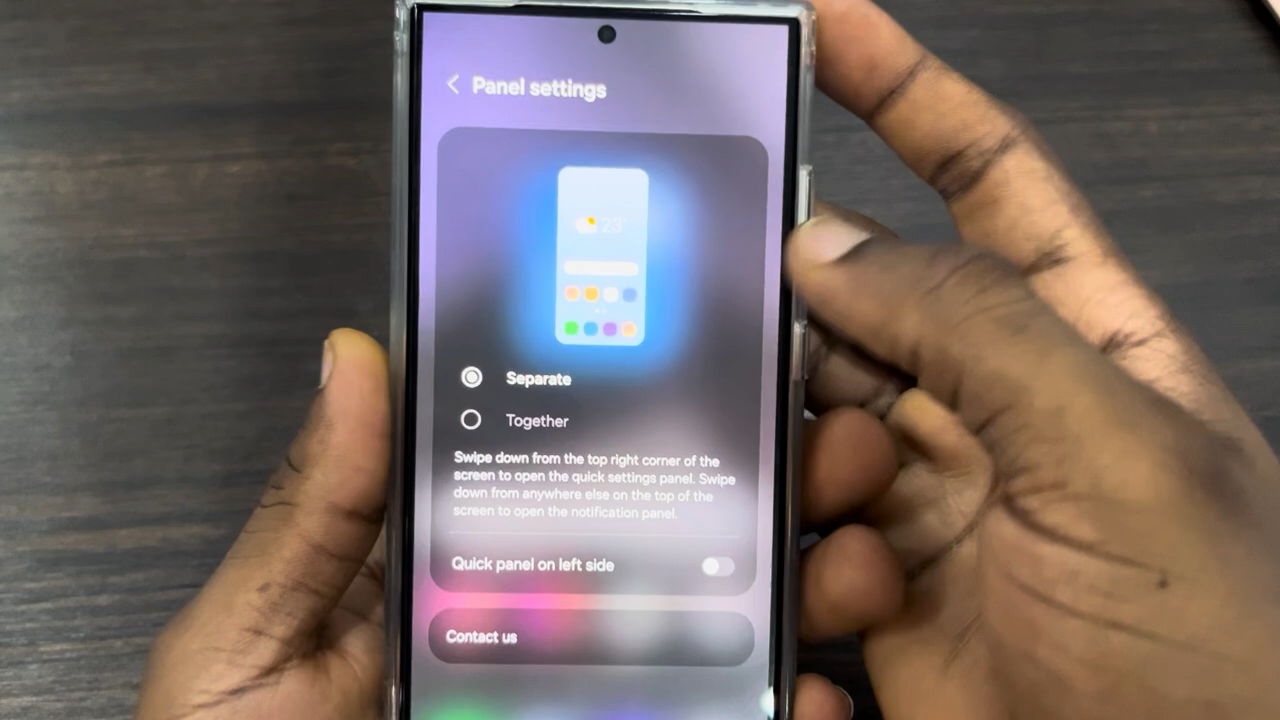 Panel settings
23°
Separate
Together
Swipe down from the top right corner of the
screen to open the quick settings panel. Swipe
down from anywhere else on the top of the
screen to open the notification panel.
Quick panel on left side
Contact us